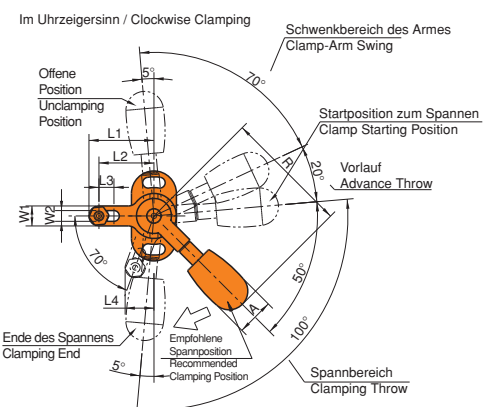 Im Uhrzeigersinn / Clockwise Clamping
Schwenkbereich des Armes
Clamp-Arm Swing
Offene
Position
Unclamping
Position
5°
70°
L1
L2
L3
W1
W2
Startposition zum Spannen
Clamp Starting Position
R
20°
Vorlauf
Advance Throw
70°
50°
100°
A
L4
Ende des Spannens
Clamping End
5°
Empfohlene
Spannposition
Recommended
Clamping Position
Spannbereich
Clamping Throw